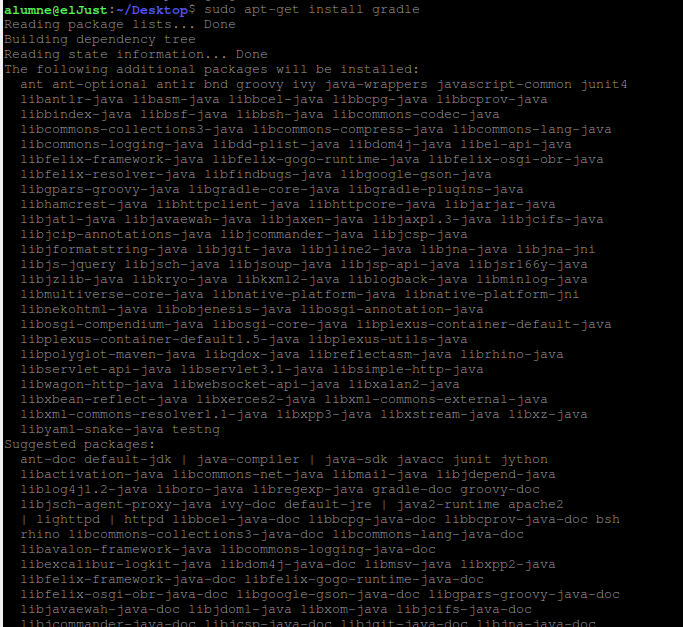 alumne@elJust:~/Desktop$ sudo apt-get install gradle
Reading package lists... Done
Building dependency tree
Reading state information... Done
The following additional packages will be installed:
  ant ant-optional antlr bnd groovy ivy java-wrappers javascript-common junit4
  libantlr-java libasm-java libbcel-java libbcpg-java libbcprov-java
  libbindex-java libbsf-java libbsh-java libcommons-codec-java
  libcommons-collections3-java libcommons-compress-java libcommons-lang-java
  libcommons-logging-java libdd-plist-java libdom4j-java libel-api-java
  libfelix-framework-java libfelix-gogo-runtime-java libfelix-osgi-obr-java
  libfelix-resolver-java libfindbugs-java libgoogle-gson-java
  libgpars-groovy-java libgradle-core-java libgradle-plugins-java
  libhamcrest-java libhttpclient-java libhttpcore-java libjarjar-java
  libjatl-java libjavaewah-java libjaxen-java libjaxp1.3-java libjcifs-java
  libjcip-annotations-java libjcommander-java libjcsp-java
  libjformatstring-java libjgit-java libjline2-java libjna-java libjna-jni
  libjs-jquery libjsch-java libjsoup-java libjsp-api-java libjsr166y-java
  libjzlib-java libkryo-java libkxml2-java liblogback-java libminlog-java
  libmultiverse-core-java libnative-platform-java libnative-platform-jni
  libnekohtml-java libobjenesis-java libosgi-annotation-java
  libosgi-compendium-java libosgi-core-java libplexus-container-default-java
  libplexus-container-default1.5-java libplexus-utils-java
  libpolyglot-maven-java libqdox-java libreflectasm-java librhino-java
  libservlet-api-java libservlet3.1-java libsimple-http-java
  libwagon-http-java libwebsocket-api-java libxalan2-java
  libxbean-reflect-java libxerces2-java libxml-commons-external-java
  libxml-commons-resolver1.1-java libxpp3-java libxstream-java libxz-java
  libyaml-snake-java testng
Suggested packages:
  ant-doc default-jdk | java-compiler | java-sdk javacc junit jython
  libactivation-java libcommons-net-java libmail-java libjdepend-java
  liblog4j1.2-java liboro-java libregexp-java gradle-doc groovy-doc
  libjsch-agent-proxy-java ivy-doc default-jre | java2-runtime apache2
  | lighttpd | httpd libbcel-java-doc libbcpg-java-doc libbcprov-java-doc bsh
  rhino libcommons-collections3-java-doc libcommons-lang-java-doc
  libavalon-framework-java libcommons-logging-java-doc
  libexcalibur-logkit-java libdom4j-java-doc libmsv-java libxpp2-java
  libfelix-framework-java-doc libfelix-gogo-runtime-java-doc
  libfelix-osgi-obr-java-doc libgoogle-gson-java-doc libgpars-groovy-java-doc
  libjavaewah-java-doc libjdom1-java libxom-java libjcifs-java-doc
  libjcommander-java-doc libjcsp-java-doc libjgit-java-doc libjna-java-doc